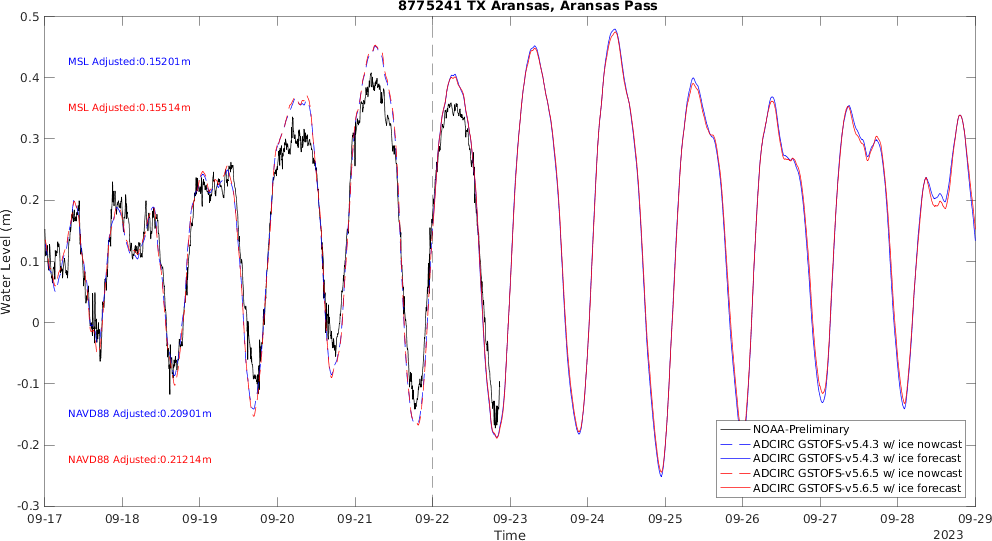 8775241 TX Aransas, Aransas Pass
0.5
0.4
0.3
0.2
0.1
0
-0.1
-0.2
-0.3
Water Level (m)
MSL Adjusted:0.15201m
MSL Adjusted:0.15514m
NAVD88 Adjusted:0.20901m
NAVD88 Adjusted:0.21214m
NOAA-Preliminary
ADCIRC GSTOFS-v5.4.3 w/ ice nowcast
ADCIRC GSTOFS-v5.4.3 w/ ice forecast
ADCIRC GSTOFS-v5.6.5 w/ ice nowcast
ADCIRC GSTOFS-v5.6.5 w/ ice forecast
09-17 09-18 09-19 09-20 09-21 09-22 09-23 09-24 09-25 09-26 09-27 09-28 09-29
Time
2023